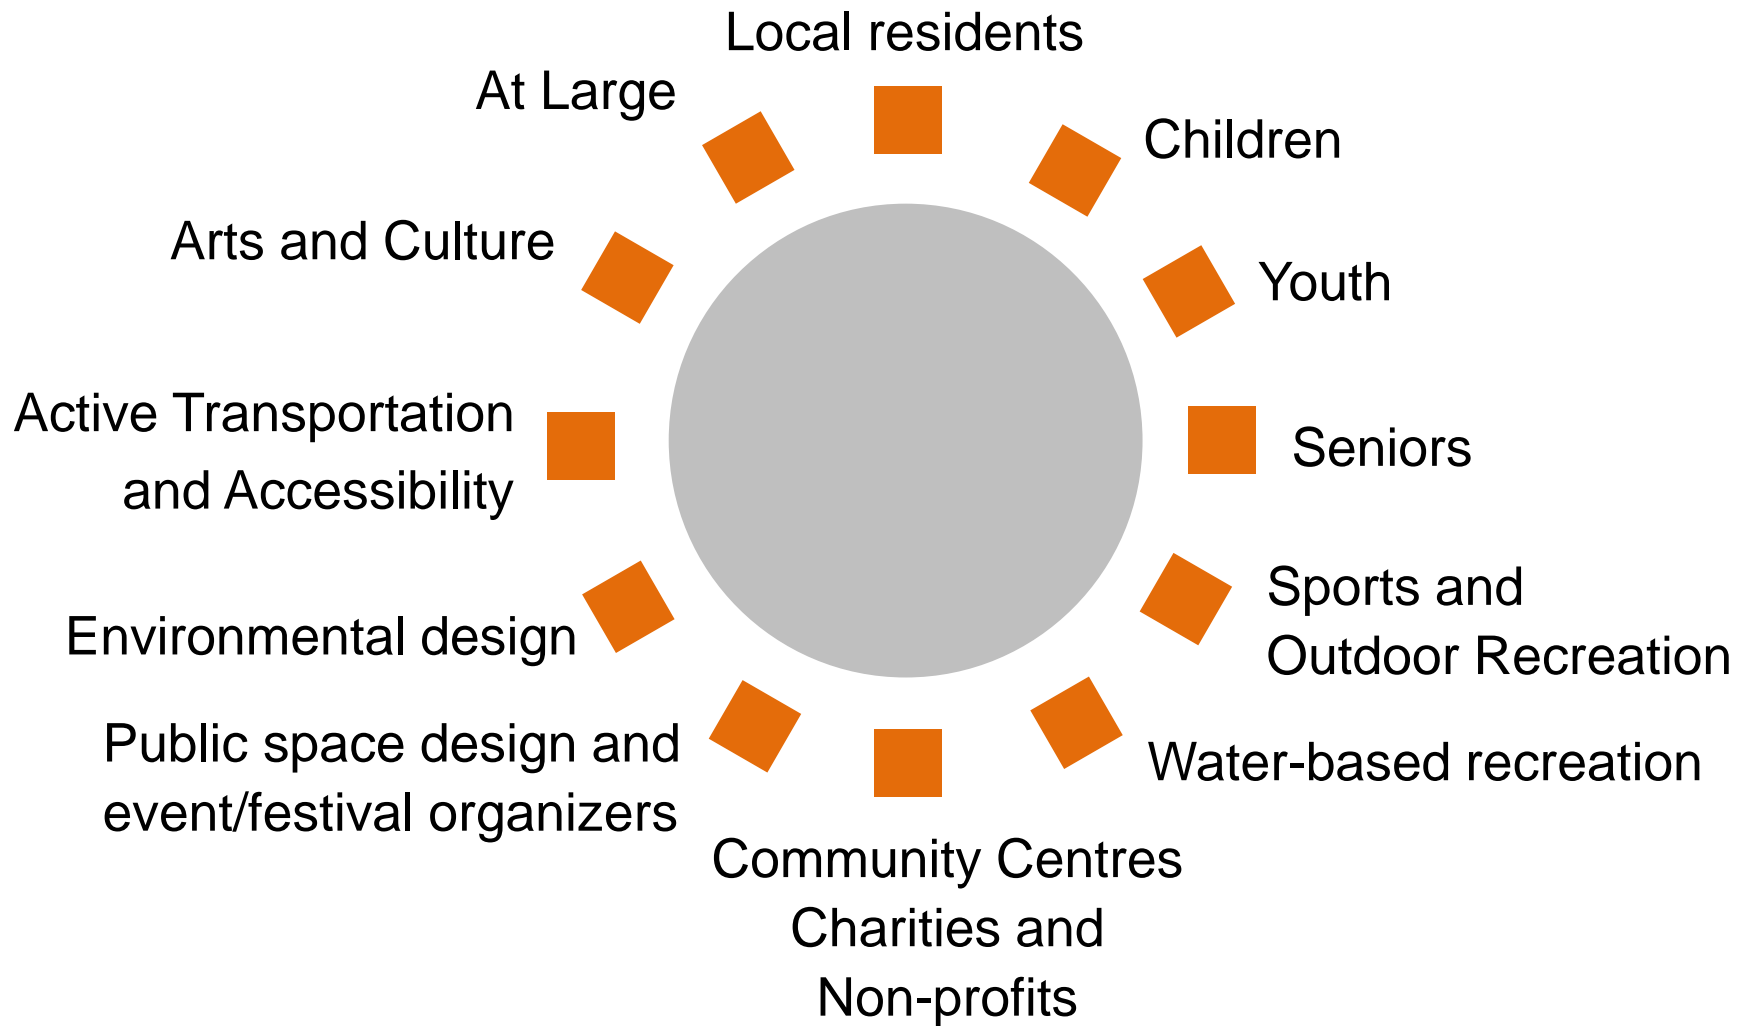 Local residents
At Large
Children
Arts and Culture
Youth
Active Transportation
and Accessibility
Seniors
Sports and
Outdoor Recreation
Environmental design
Public space design and
event/festival organizers
Water-based recreation
Community Centres
Charities and
Non-profits